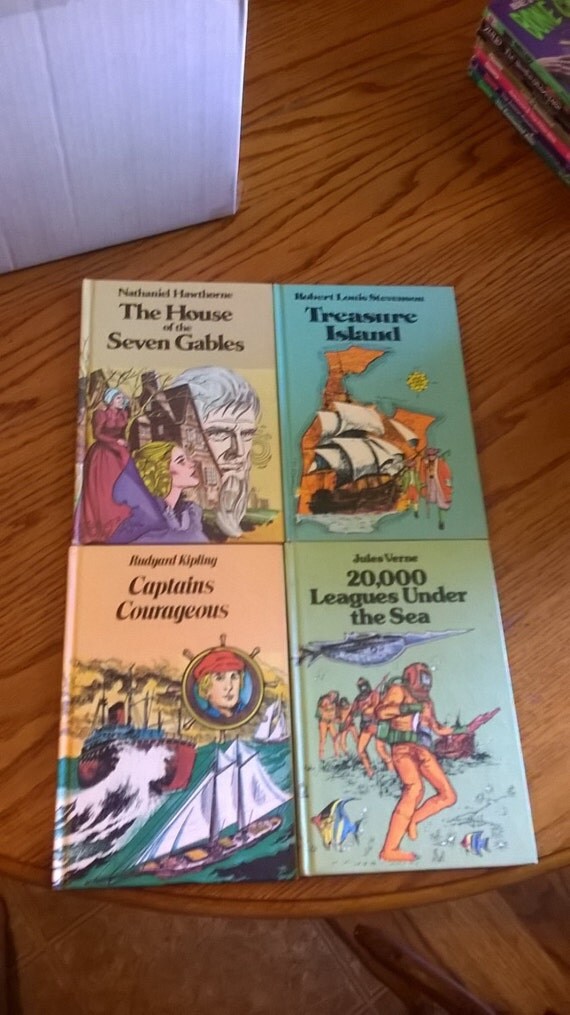 Nathaniel Hawthorne
The House
of the
Seven Gables
Robert Louis Stevenson
Treasure
Island
Rudyard Kipling
Captains
Courageous
Jules Verne
20,000
Leagues Under
the Sea